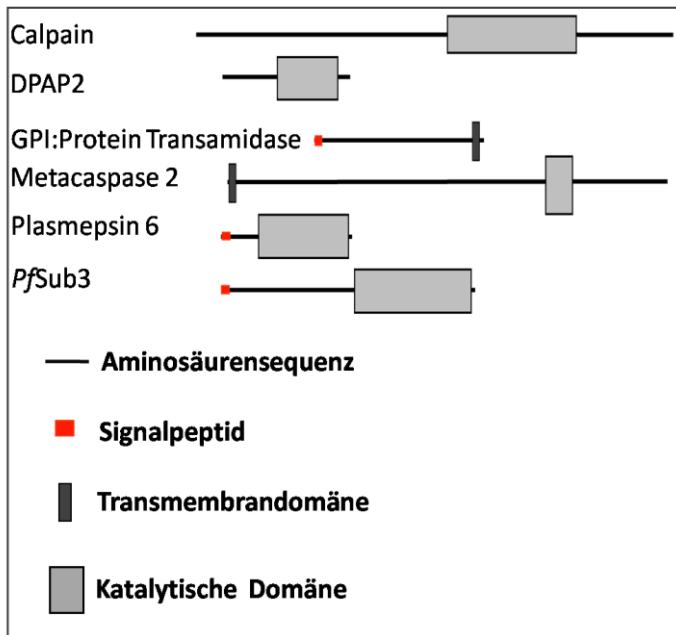 Calpain
DPAP2
GPI:Protein Transamidase
Metacaspase 2
Plasmepsin 6
PfSub3
Aminosäurensequenz
Signalpeptid
Transmembrandomäne
Katalytische Domäne